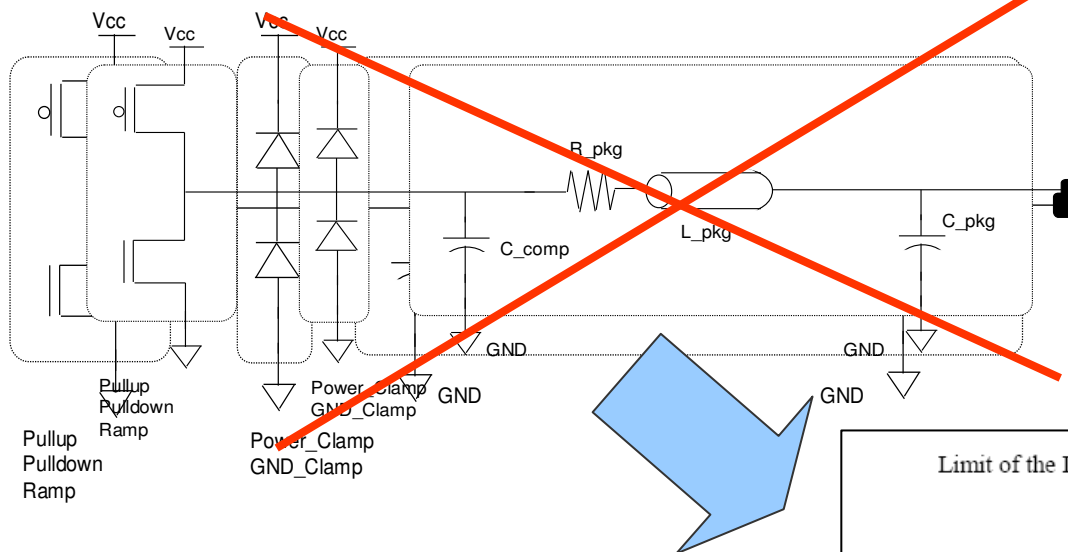 Vcc
Vcc
Vcc
Vcc
R_pkg
L_pkg
C_pkg
C_comp
GND
GND
GND
GND
Pullup
Pulldown
Ramp
Power_Clamp
GND_Clamp
Pullup
Pulldown
Ramp
Power_Clamp
GND_Clamp
Limit of the